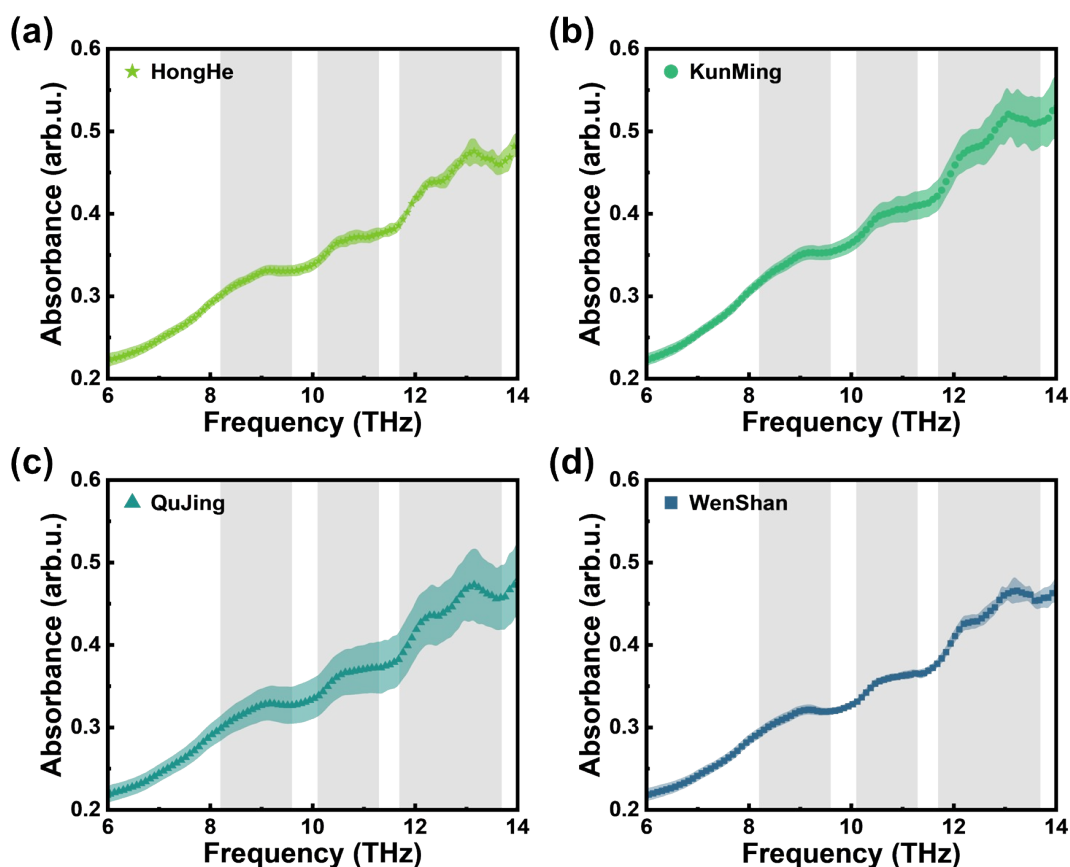 (a)
HongHe
Absorbance (arb.u.)
0.6
0.5
0.4
0.3
0.2
6 8 10 12 14
Frequency (THz)
(b)
KunMing
Absorbance (arb.u.)
0.6
0.5
0.4
0.3
0.2
6 8 10 12 14
Frequency (THz)
(c)
QuJing
Absorbance (arb.u.)
0.6
0.5
0.4
0.3
0.2
6 8 10 12 14
Frequency (THz)
(d)
WenShan
Absorbance (arb.u.)
0.6
0.5
0.4
0.3
0.2
6 8 10 12 14
Frequency (THz)